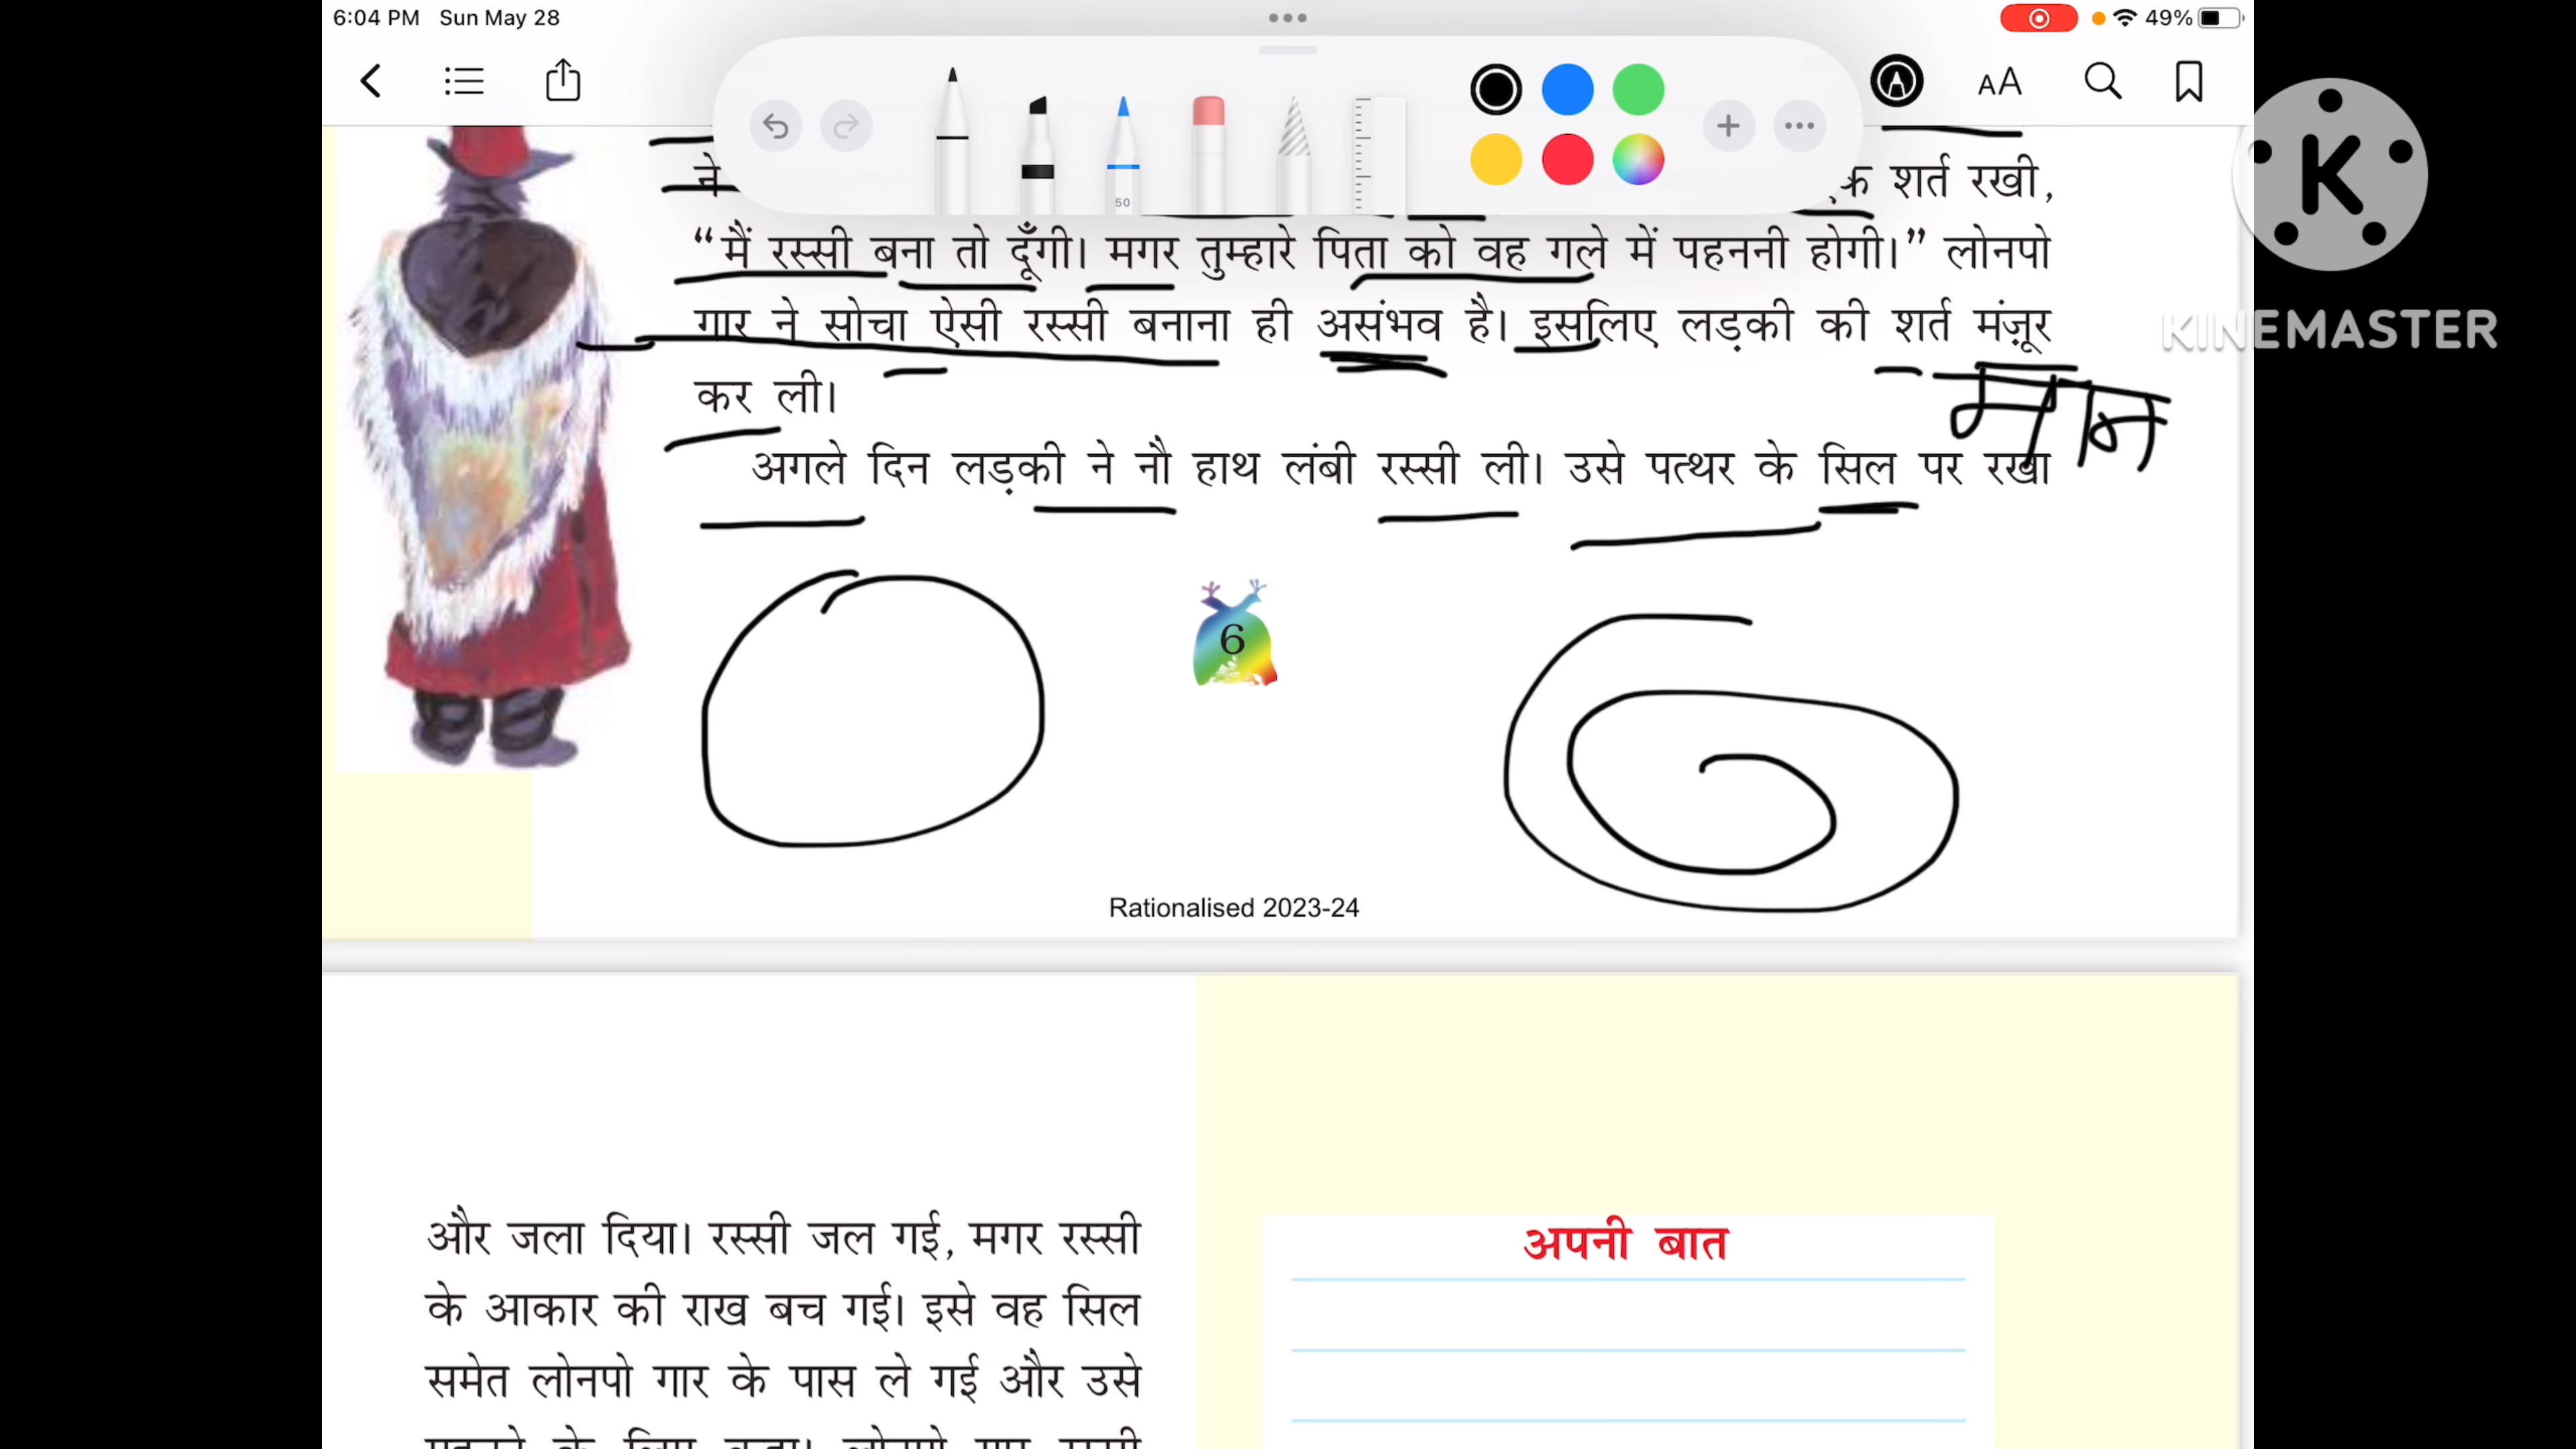 6:04 PM Sun May 28
49%
AA
50
K
KINEMASTER
ने
शर्त रखी,
“मैं रस्सी बना तो दूँगी। मगर तुम्हारे पिता को वह गले में पहननी होगी।” लोनपो
गार ने सोचा ऐसी रस्सी बनाना ही असंभव है। इसलिए लड़की की शर्त मंज़ूर
कर ली।
मान
अगले दिन लड़की ने नौ हाथ लंबी रस्सी ली। उसे पत्थर के सिल पर रखा
6
Rationalised 2023-24
और जला दिया। रस्सी जल गई, मगर रस्सी
के आकार की राख बच गई। इसे वह सिल
समेत लोनपो गार के पास ले गई और उसे
अपनी बात